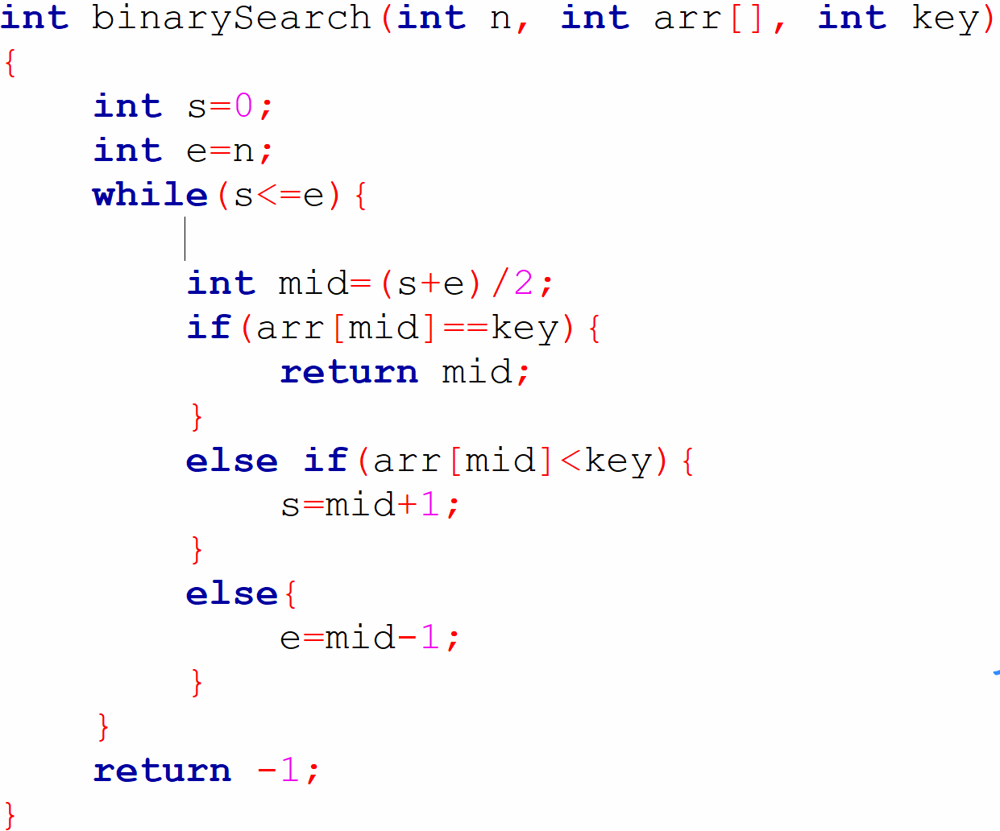 int binarySearch(int n, int arr[], int key)
{
int s=0;
int e=n;
while(s<=e){
int mid=(s+e)/2;
if(arr[mid]==key){
return mid;
}
else if(arr[mid]<key){
s=mid+1;
}
else{
e=mid-1;
}
}
return -1;
}